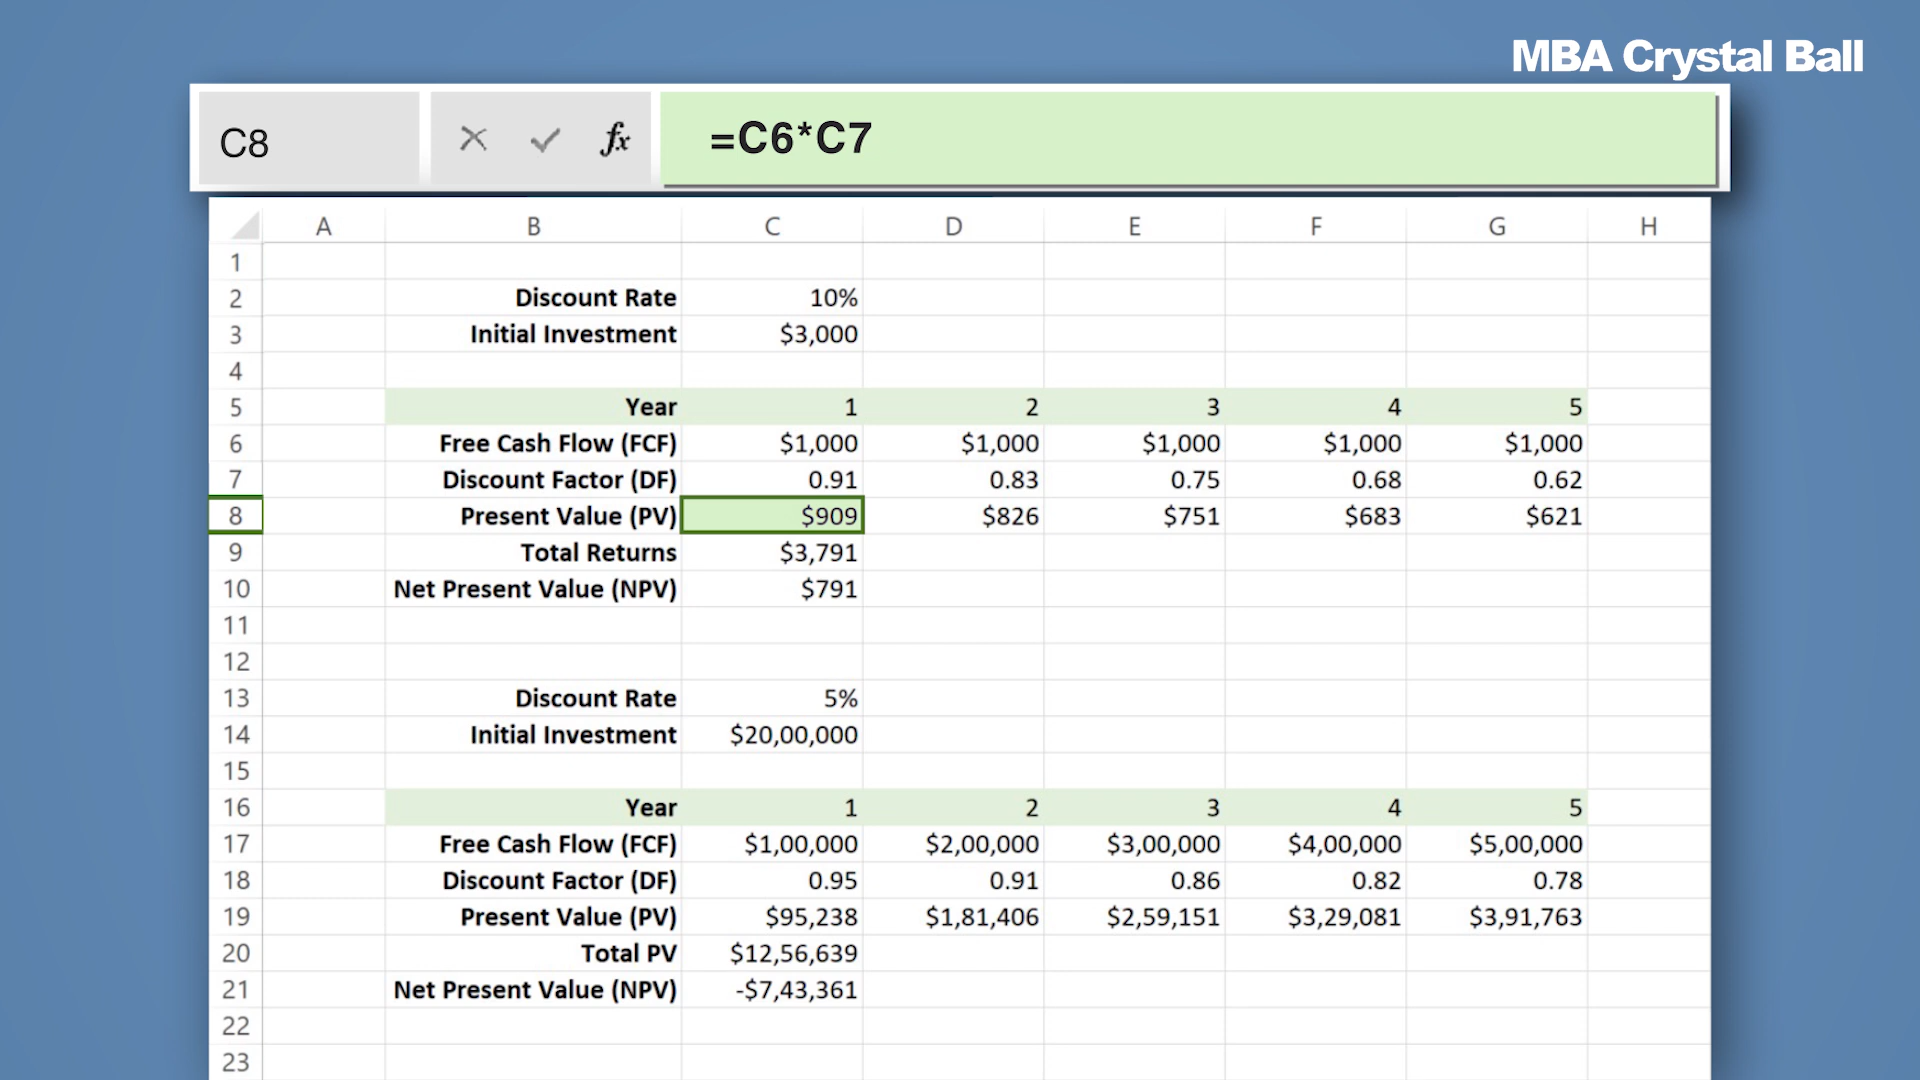 MBA Crystal Ball
C8 fx =C6*C7
A B C D E F G H
1
2 Discount Rate 10%
3 Initial Investment $3,000
4
5 Year 1 2 3 4 5
6 Free Cash Flow (FCF) $1,000 $1,000 $1,000 $1,000 $1,000
7 Discount Factor (DF) 0.91 0.83 0.75 0.68 0.62
8 Present Value (PV) $909 $826 $751 $683 $621
9 Total Returns $3,791
10 Net Present Value (NPV) $791
11
12
13 Discount Rate 5%
14 Initial Investment $20,00,000
15
16 Year 1 2 3 4 5
17 Free Cash Flow (FCF) $1,00,000 $2,00,000 $3,00,000 $4,00,000 $5,00,000
18 Discount Factor (DF) 0.95 0.91 0.86 0.82 0.78
19 Present Value (PV) $95,238 $1,81,406 $2,59,151 $3,29,081 $3,91,763
20 Total PV $12,56,639
21 Net Present Value (NPV) -$7,43,361
22
23